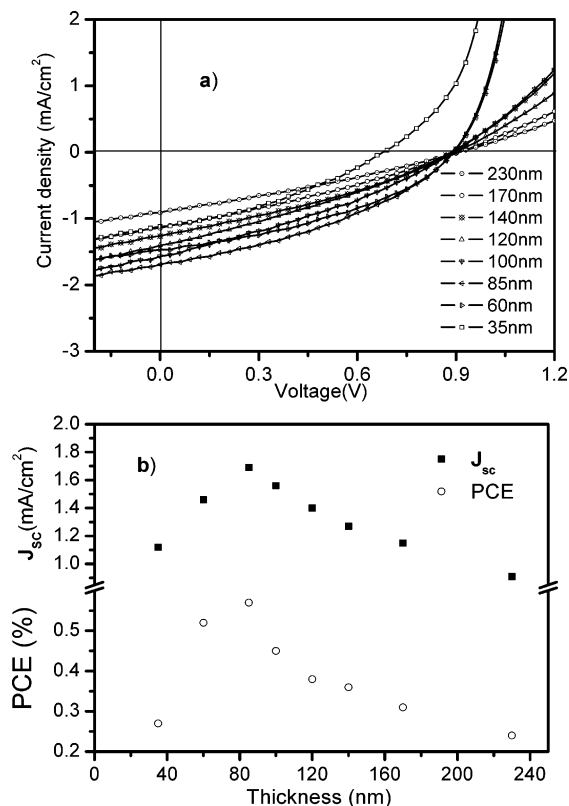 2
1
0
-1
-2
-3
Current density (mA/cm²)
a)
230nm
170nm
140nm
120nm
100nm
85nm
60nm
35nm
0.0 0.3 0.6 0.9 1.2
Voltage(V)
2.0
1.8
1.6
1.4
1.2
1.0
Jsc(mA/cm²)
b)
Jsc
PCE
0.5
0.4
0.3
0.2
PCE (%)
0 40 80 120 160 200 240
Thickness (nm)